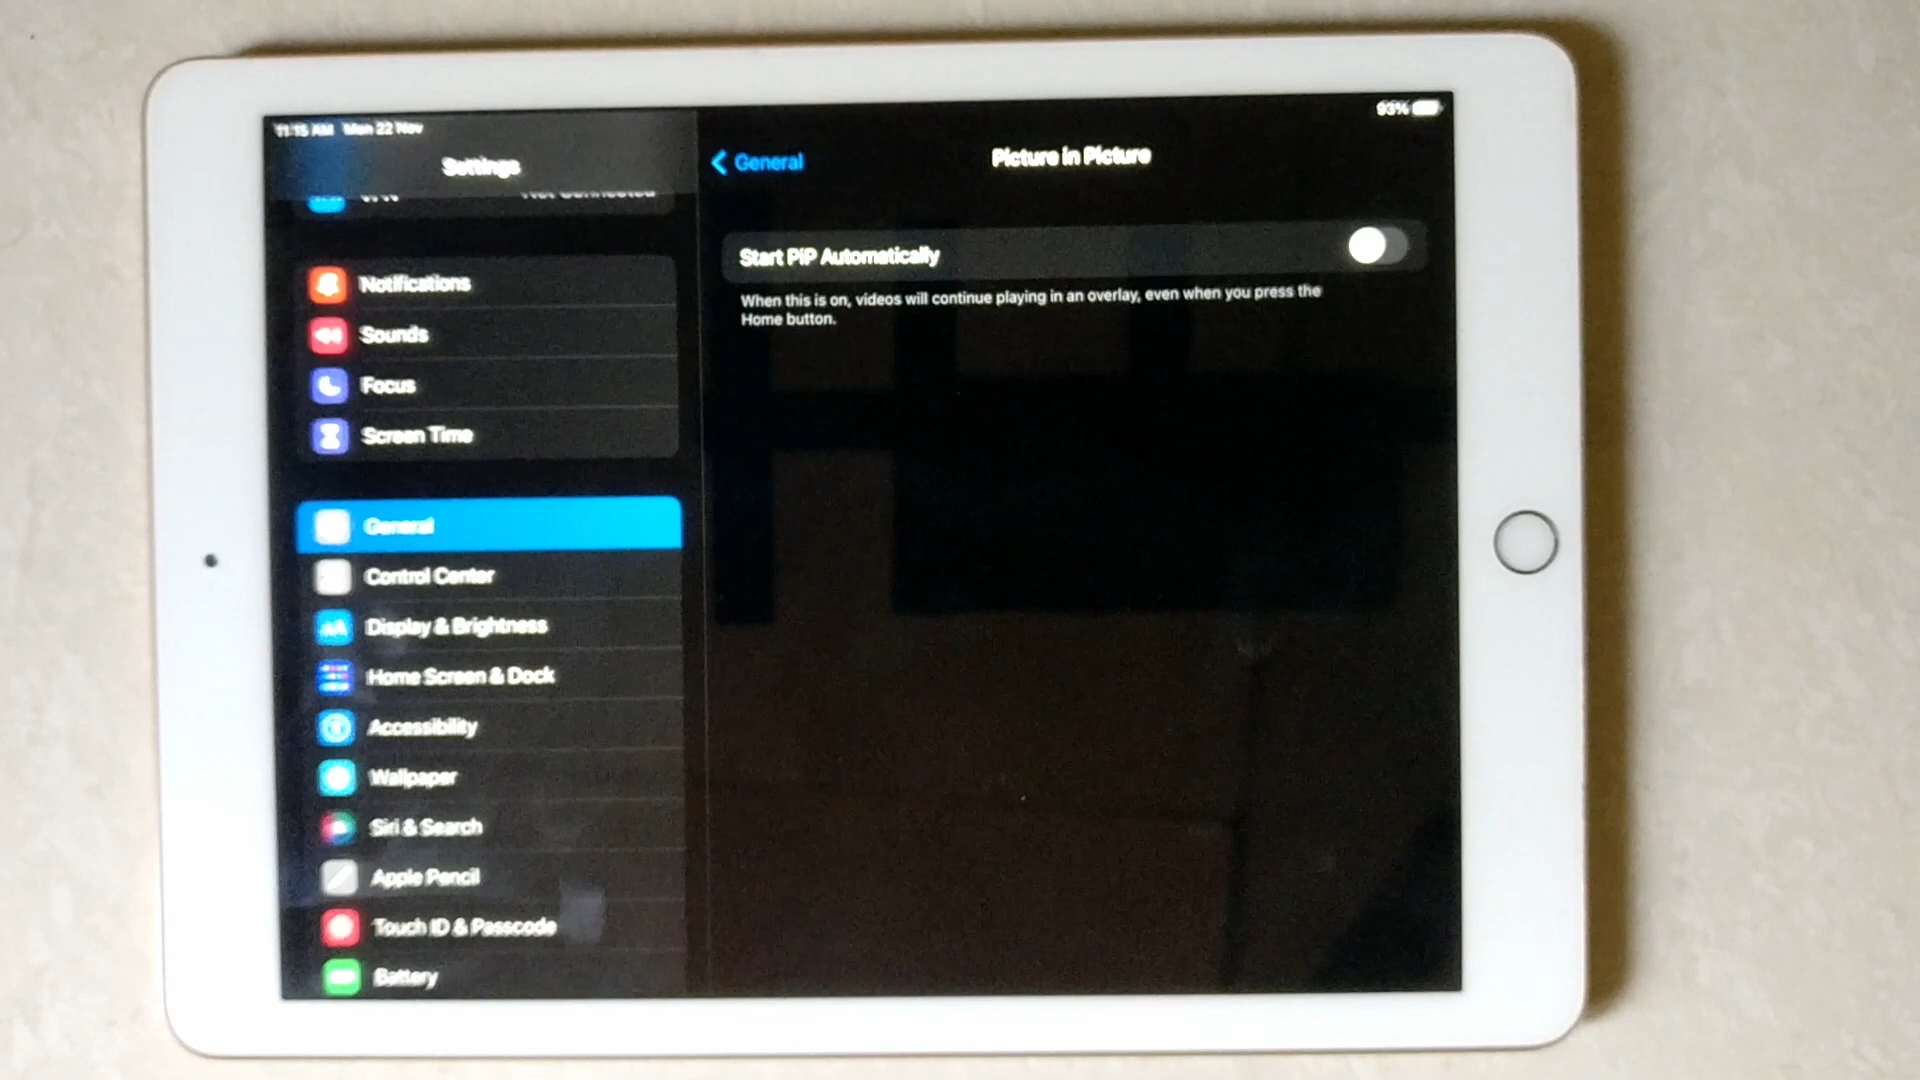 11:15 AM Mon 22 Nov
93%
Settings
Not Connected
Notifications
Sounds
Focus
Screen Time
General
Control Center
Display & Brightness
Home Screen & Dock
Accessibility
Wallpaper
Siri & Search
Apple Pencil
Touch ID & Passcode
Battery
General
Picture in Picture
Start PiP Automatically
When this is on, videos will continue playing in an overlay, even when you press the
Home button.